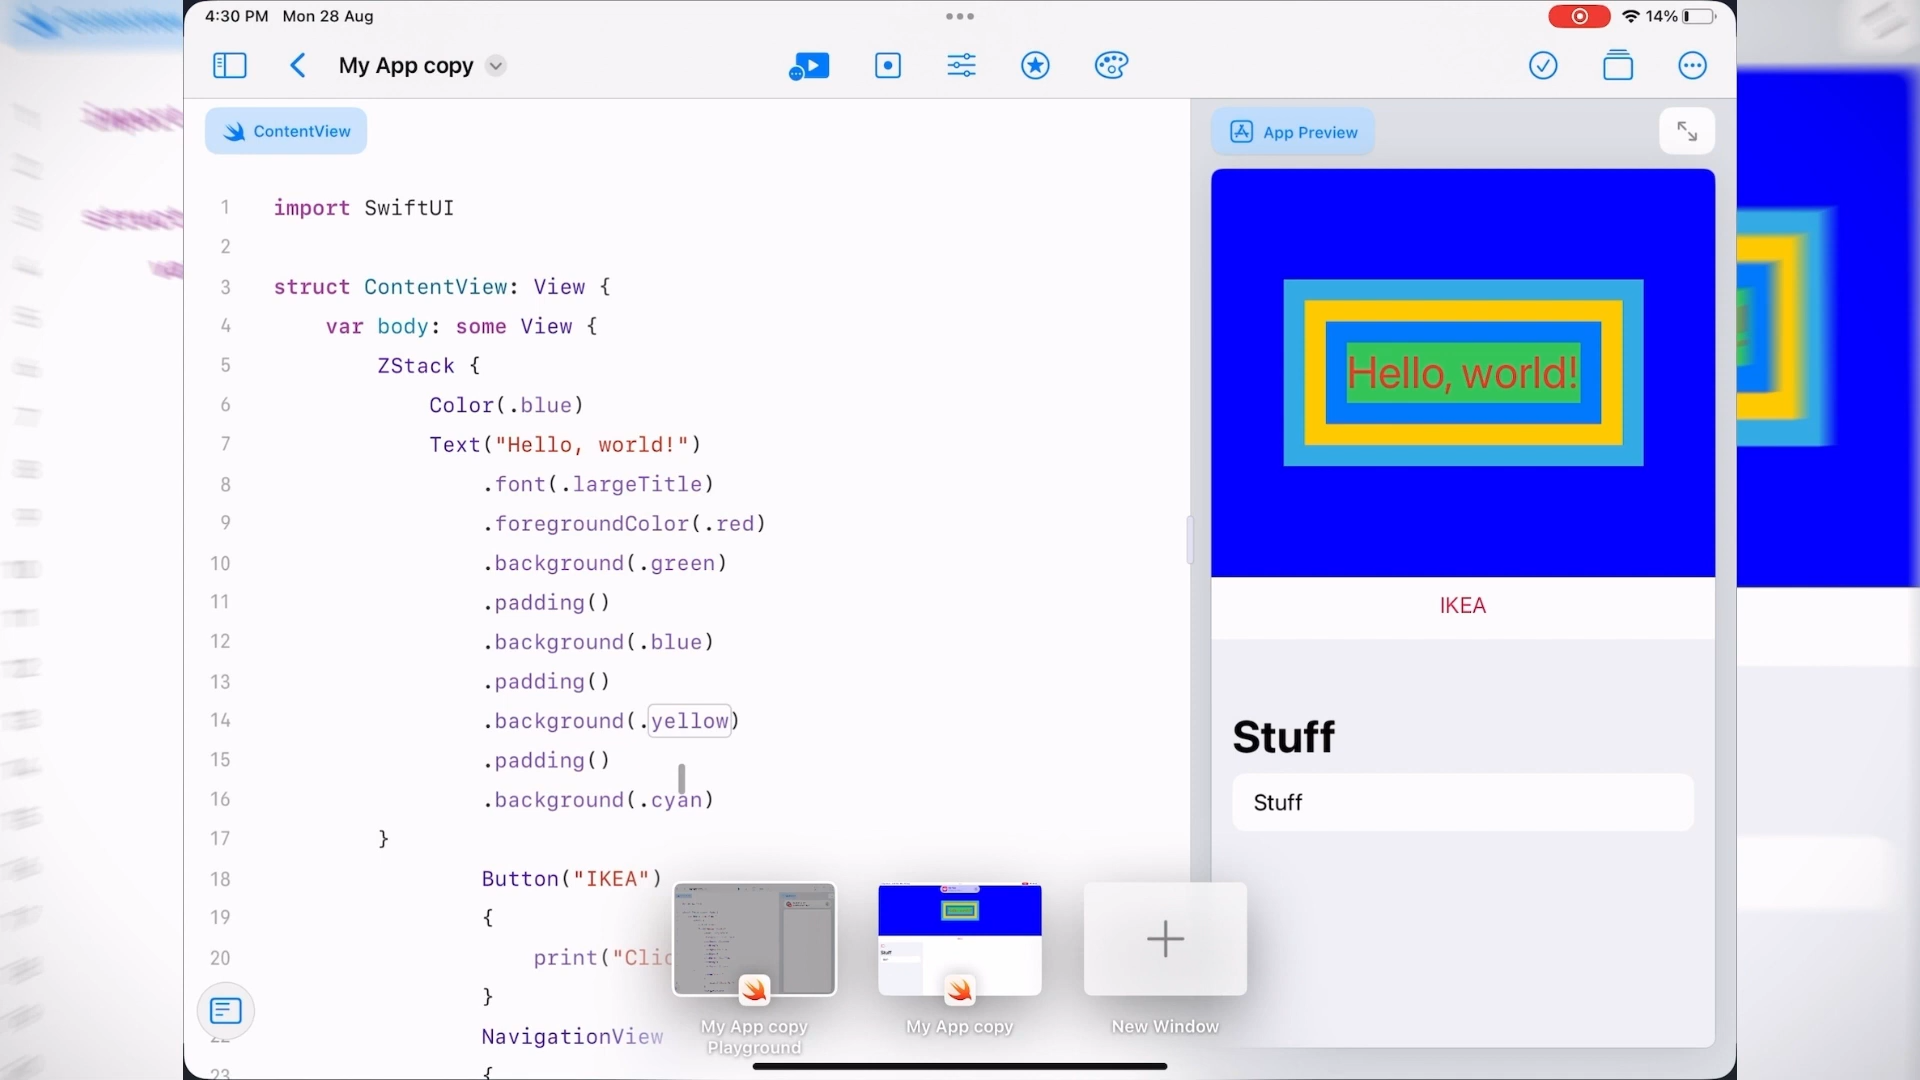 4:30 PM Mon 28 Aug
14%
My App copy
ContentView
App Preview
1 import SwiftUI
2
3 struct ContentView: View {
4 var body: some View {
5 ZStack {
6 Color(.blue)
7 Text("Hello, world!")
8 .font(.largeTitle)
9 .foregroundColor(.red)
10 .background(.green)
11 .padding()
12 .background(.blue)
13 .padding()
14 .background(.yellow)
15 .padding()
16 .background(.cyan)
17 }
18 Button("IKEA")
19 {
20 print("Clic
}
22 NavigationView
23 {
Hello, world!
IKEA
Stuff
Stuff
My App copy
Playground
My App copy
New Window